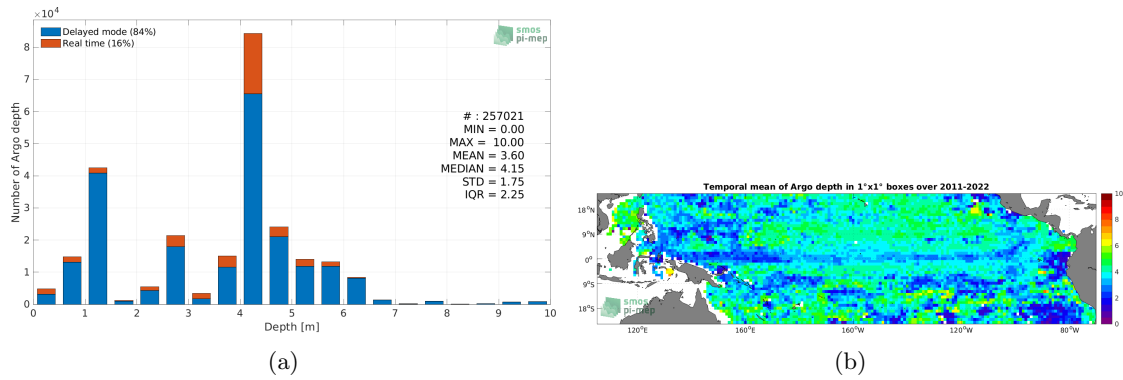 ×10^4
Delayed mode (84%)
Real time (16%)
smos
pi-mep
8
7
6
5
4
3
2
1
0
Number of Argo depth
# : 257021
MIN = 0.00
MAX = 10.00
MEAN = 3.60
MEDIAN = 4.15
STD = 1.75
IQR = 2.25
0 1 2 3 4 5 6 7 8 9 10
Depth [m]
(a)
Temporal mean of Argo depth in 1°x1° boxes over 2011-2022
18°N
9°N
0°
9°S
18°S
smos
pi-mep
120°E 160°E 160°W 120°W 80°W
10
8
6
4
2
0
(b)